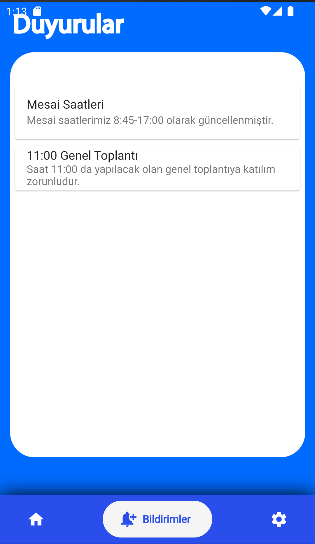 1:13
Duyurular
Mesai Saatleri
Mesai saatlerimiz 8:45-17:00 olarak güncellenmiştir.
11:00 Genel Toplantı
Saat 11:00 da yapılacak olan genel toplantıya katılım
zorunludur.
Bildirimler